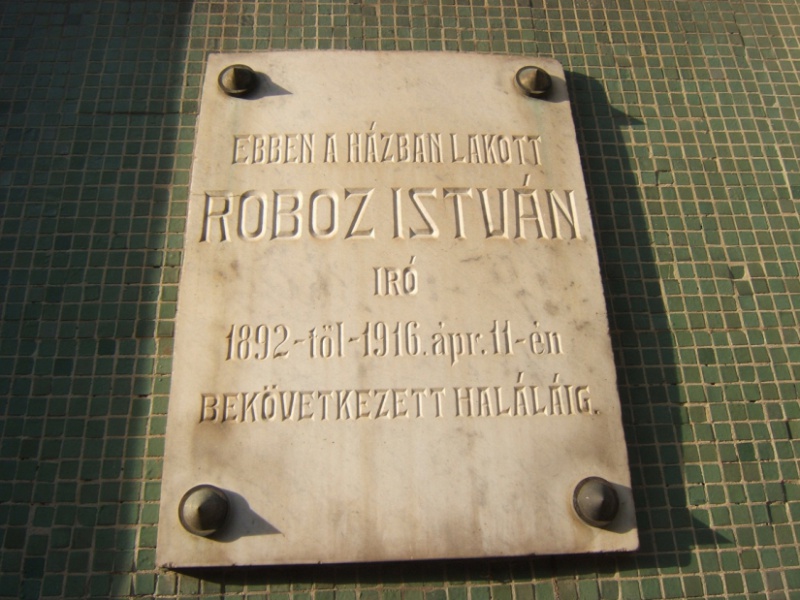 EBBEN A HÁZBAN LAKOTT
ROBOZ ISTVÁN
IRÓ
1892-től-1916.ápr.11-én
BEKÖVETKEZETT HALÁLÁIG.